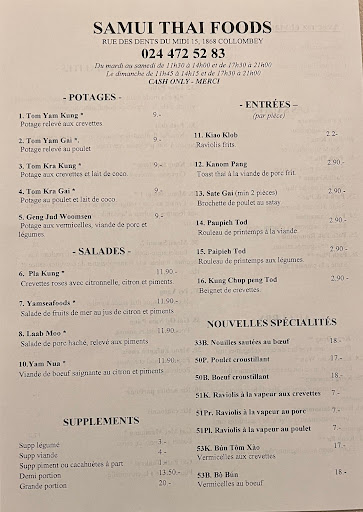 SAMUI THAI FOODS
RUE DES DENTS DU MIDI 15, 1868 COLLOMBEY
024 472 52 83
Du mardi au samedi de 11h30 à 14h00 et de 17h30 à 21h00
Le dimanche de 11h45 à 14h15 et de 17h30 à 21h00
CASH ONLY - MERCI
- POTAGES -
1. Tom Yam Kung * 9.-
Potage relevé aux crevettes
2. Tom Yam Gai *. 9.-
Potage relevé au poulet
3. Tom Kra Kung * 9.-
Potage aux crevettes et lait de coco.
4. Tom Kra Gai * 9.-
Potage au poulet et lait de coco
5. Geng Jud Woonsen 9.-
Potage aux vermicelles, viande de porc et
légumes.
- SALADES -
6. Pla Kung * 11.90.-
Crevettes roses avec citronnelle, citron et piments
7. Yamseafoods * 11.90.-
Salade de fruits de mer au jus de citron et piments
8. Laab Moo * 11.90.-
Salade de porc haché, relevé aux piments
10.Yam Nua * 11.90.-
Viande de boeuf saignante au citron et piments
SUPPLEMENTS
Supp légume 3.-
Supp viande 4.-
Supp piment ou cacahuètes à part 1.-
Demi portion 13.50.-
Grande portion 20.-
- ENTRÉES –
(par pièce)
11. Kiao Klob 2.2-
Raviolis frits.
12. Kanom Pang 2.90.-
Toast thaï à la viande de porc frit.
13. Sate Gai (min 2 pièces) 2.90.-
Brochette de poulet au satay
14. Paupieh Tod 2.90.-
Rouleau de printemps à la viande.
15. Paipieh Tod 2.90.-
Rouleau de printemps aux légumes.
16. Kung Chup peng Tod 2.90.-
Beignet de crevettes.
NOUVELLES SPÉCIALITÉS
33B. Nouilles sautées au bœuf 18.-
50P. Poulet croustillant 18.-
50B. Boeuf croustillant 18.-
51K. Raviolis à la vapeur aux crevettes 7.-
51Pr. Raviolis à la vapeur au porc 7.-
51Pl. Raviolis à la vapeur au poulet 7.-
53K. Bún Tôm Xào 17.-
Vermicelles aux crevettes
53B. Bò Bún 18.-
Vermicelles au boeuf